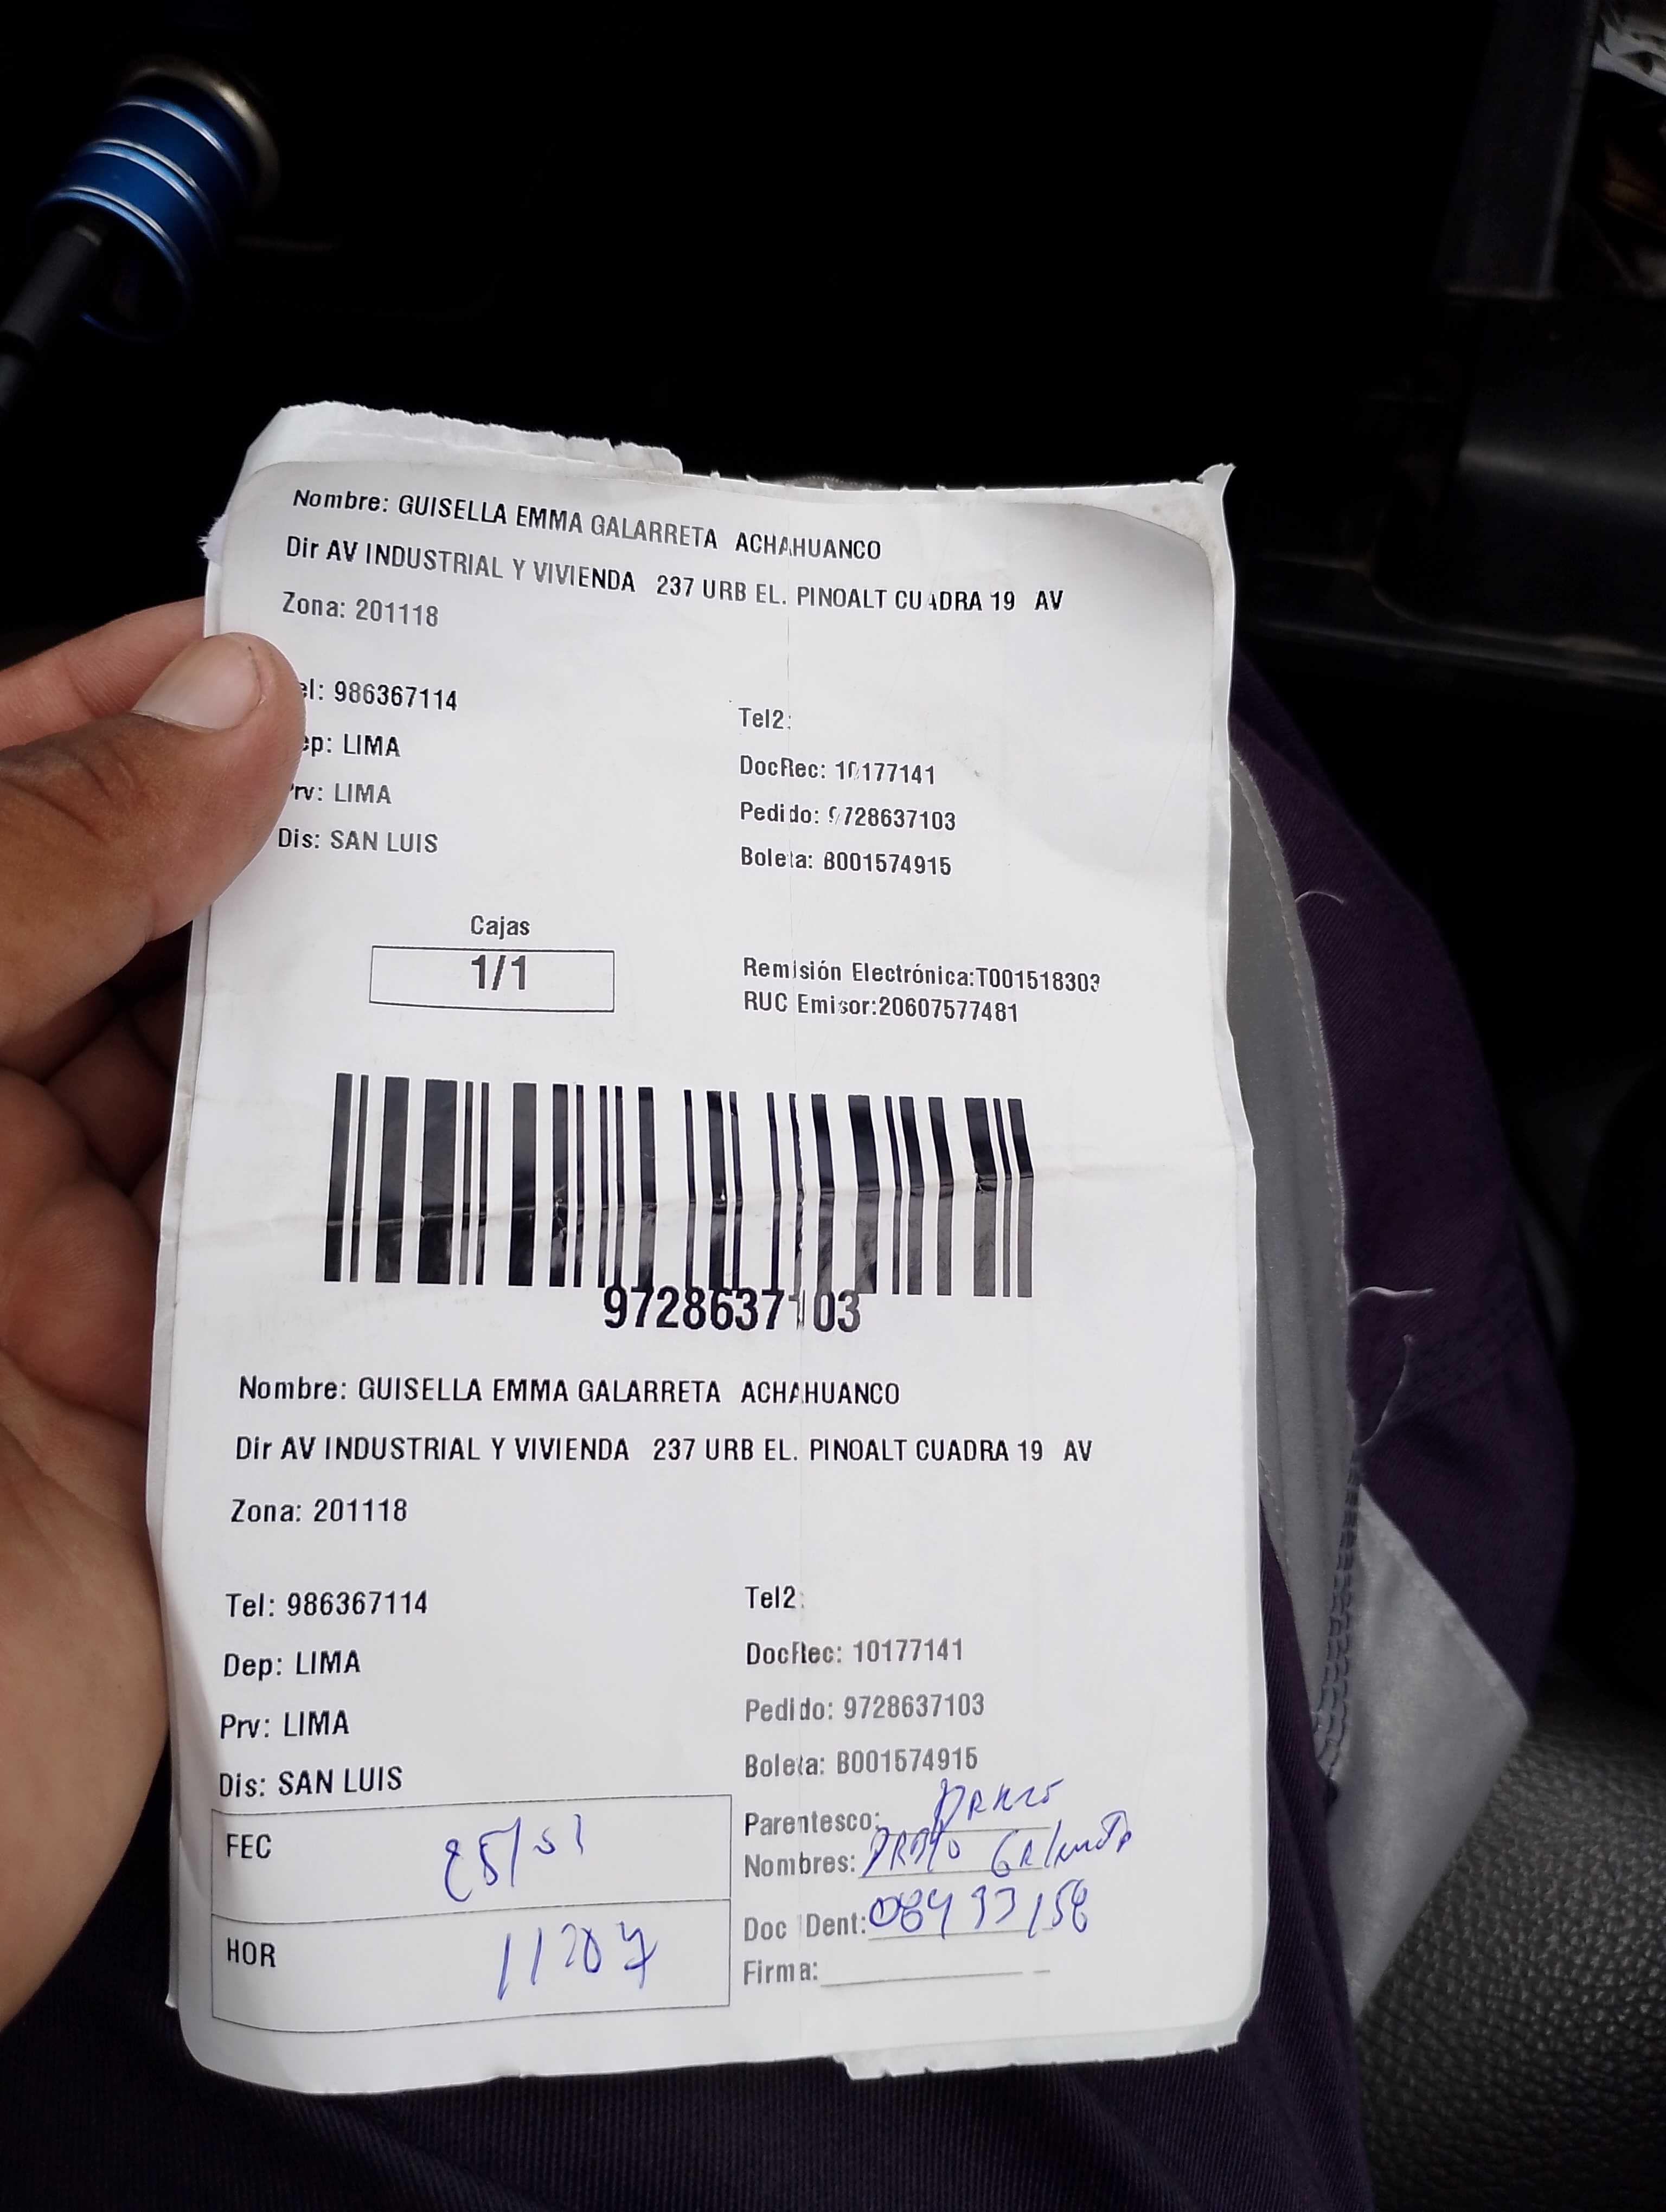 Nombre: GUISELLA EMMA GALARRETA ACHAHUANCO
Dir AV INDUSTRIAL Y VIVIENDA 237 URB EL. PINOALT CUADRA 19 AV
Zona: 201118
el: 986367114
Tel2:
ep: LIMA
DocRec: 10177141
rv: LIMA
Pedido: 9728637103
Dis: SAN LUIS
Boleta: B001574915
Cajas
1/1
Remisión Electrónica:T001518303
RUC Emisor:20607577481
9728637103
Nombre: GUISELLA EMMA GALARRETA ACHAHUANCO
Dir AV INDUSTRIAL Y VIVIENDA 237 URB EL. PINOALT CUADRA 19 AV
Zona: 201118
Tel: 986367114
Tel2:
Dep: LIMA
DocRec: 10177141
Prv: LIMA
Pedido: 9728637103
Dis: SAN LUIS
Boleta: B001574915
FEC
Parentesco:
Nombres:
HOR
Doc Dent:
Firma: